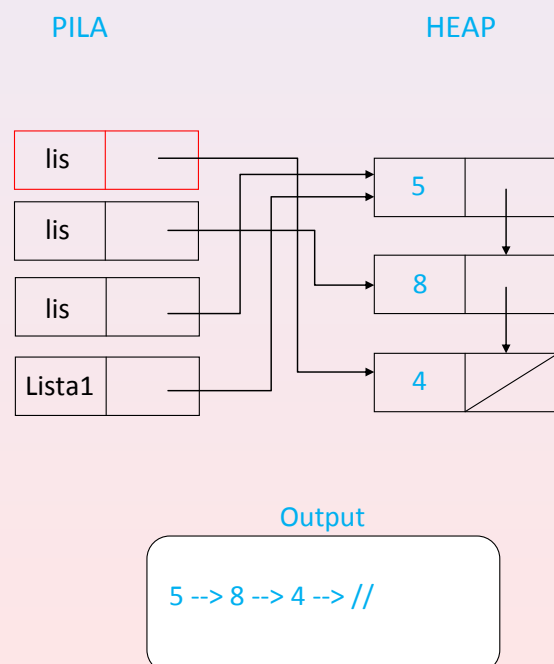 PILA HEAP
lis
5
lis
8
lis
4
Lista1
Output
5 --> 8 --> 4 --> //